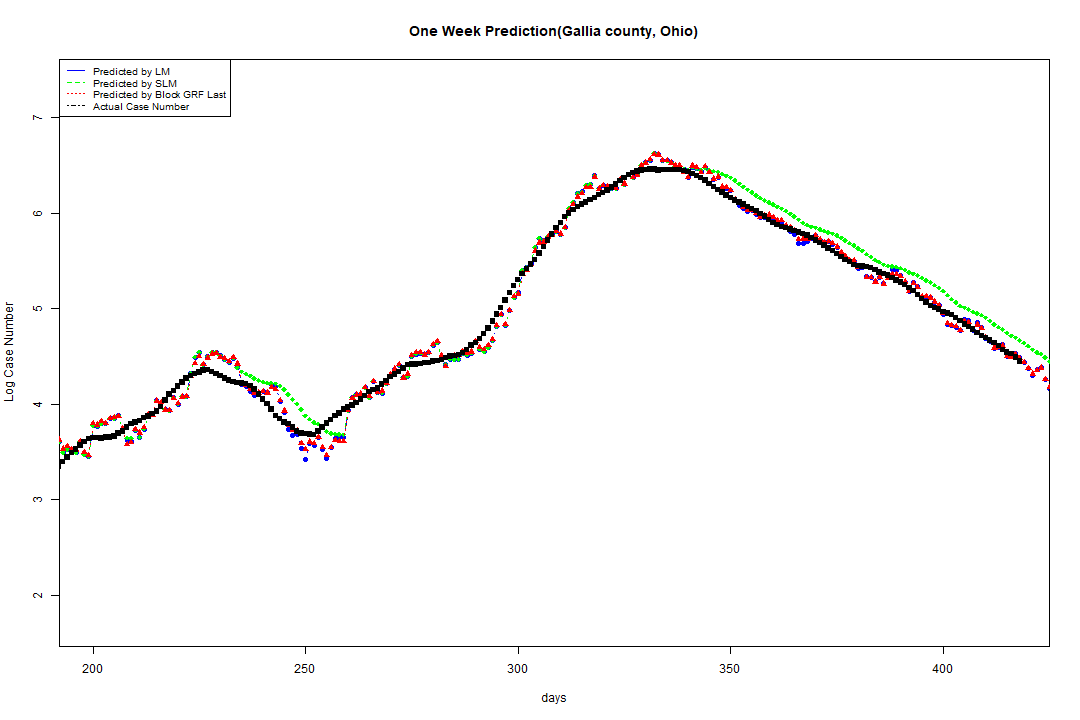 One Week Prediction(Gallia county, Ohio)
Predicted by LM
Predicted by SLM
Predicted by Block GRF Last
Actual Case Number
7
6
5
4
3
2
Log Case Number
200 250 300 350 400
days